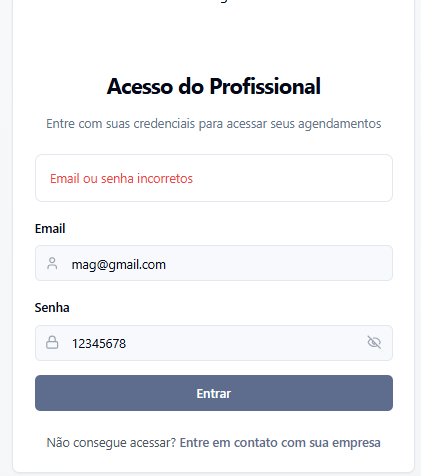 Acesso do Profissional
Entre com suas credenciais para acessar seus agendamentos
Email ou senha incorretos
Email
mag@gmail.com
Senha
12345678
Entrar
Não consegue acessar? Entre em contato com sua empresa